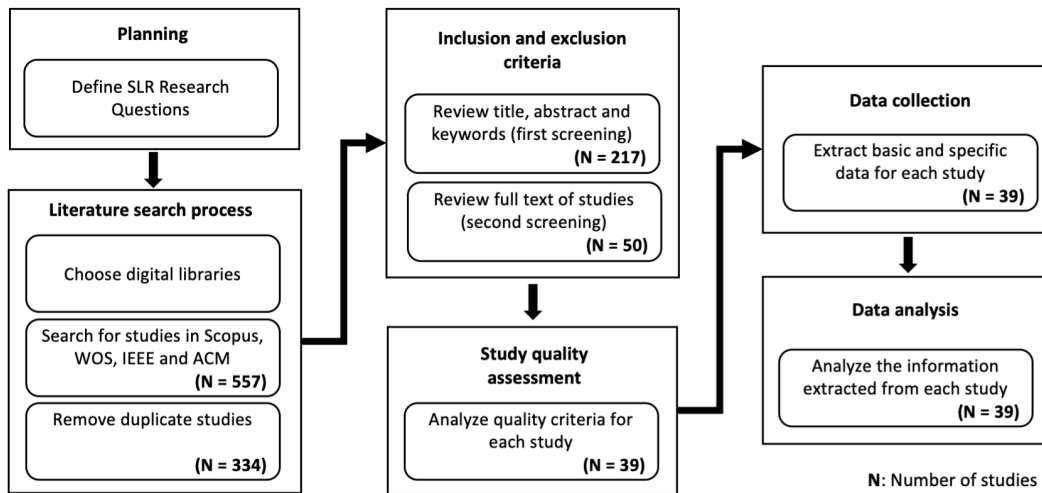 Planning
Define SLR Research
Questions
Literature search process
Choose digital libraries
Search for studies in Scopus,
WOS, IEEE and ACM
(N = 557)
Remove duplicate studies
(N = 334)
Inclusion and exclusion
criteria
Review title, abstract and
keywords (first screening)
(N = 217)
Review full text of studies
(second screening)
(N = 50)
Study quality
assessment
Analyze quality criteria for
each study
(N = 39)
Data collection
Extract basic and specific
data for each study
(N = 39)
Data analysis
Analyze the information
extracted from each study
(N = 39)
N: Number of studies